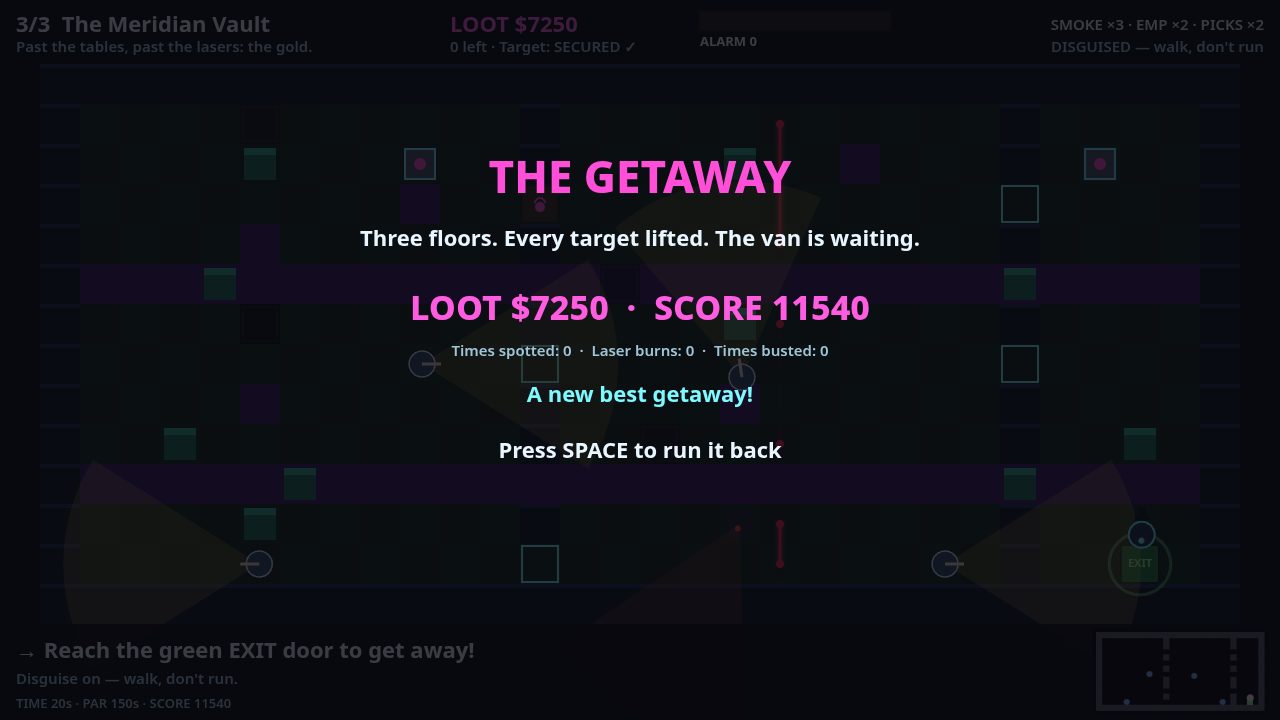 3/3 The Meridian Vault
Past the tables, past the lasers: the gold.
LOOT $7250
0 left · Target: SECURED ✓
ALARM 0
SMOKE ×3 · EMP ×2 · PICKS ×2
DISGUISED — walk, don't run
THE GETAWAY
Three floors. Every target lifted. The van is waiting.
LOOT $7250 · SCORE 11540
Times spotted: 0 · Laser burns: 0 · Times busted: 0
A new best getaway!
Press SPACE to run it back
EXIT
→ Reach the green EXIT door to get away!
Disguise on — walk, don't run.
TIME 20s · PAR 150s · SCORE 11540